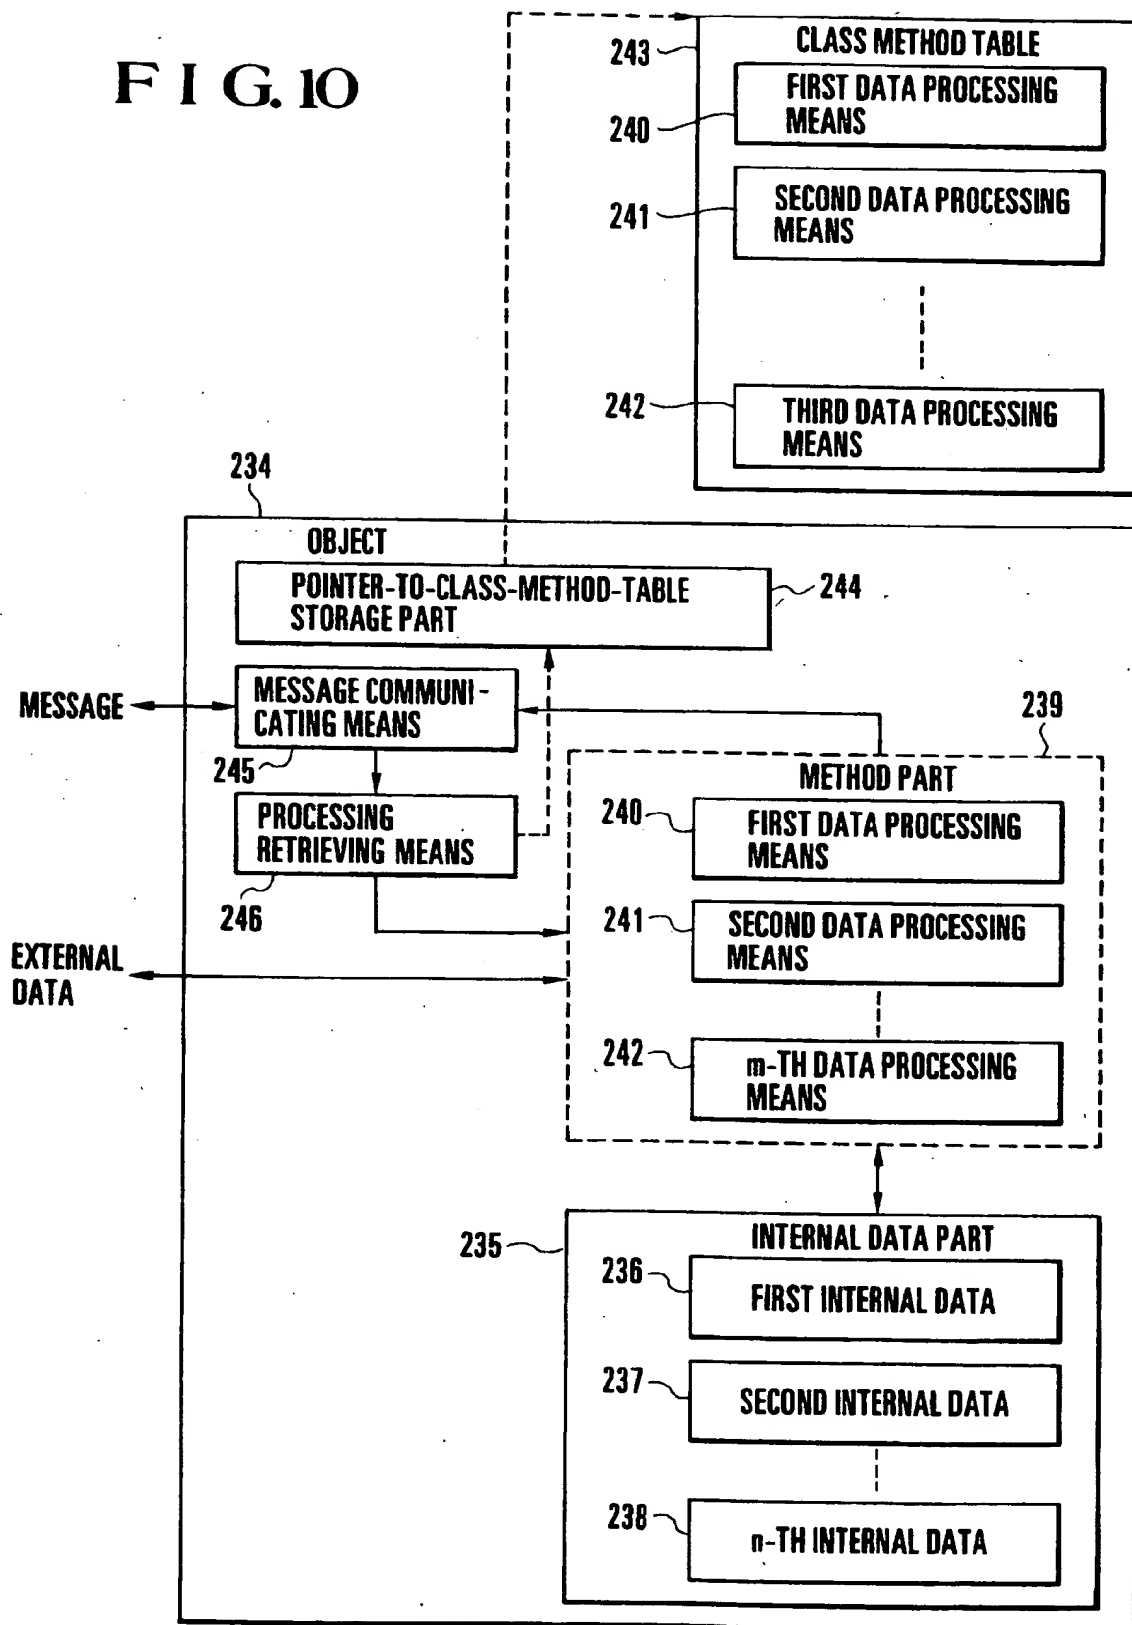 FIG. 10
243
CLASS METHOD TABLE
240
FIRST DATA PROCESSING
MEANS
241
SECOND DATA PROCESSING
MEANS
242
THIRD DATA PROCESSING
MEANS
234
OBJECT
POINTER-TO-CLASS-METHOD-TABLE
STORAGE PART
244
MESSAGE
MESSAGE COMMUNI-
CATING MEANS
245
PROCESSING
RETRIEVING MEANS
246
239
METHOD PART
240
FIRST DATA PROCESSING
MEANS
241
SECOND DATA PROCESSING
MEANS
242
m-TH DATA PROCESSING
MEANS
EXTERNAL
DATA
235
INTERNAL DATA PART
236
FIRST INTERNAL DATA
237
SECOND INTERNAL DATA
238
n-TH INTERNAL DATA